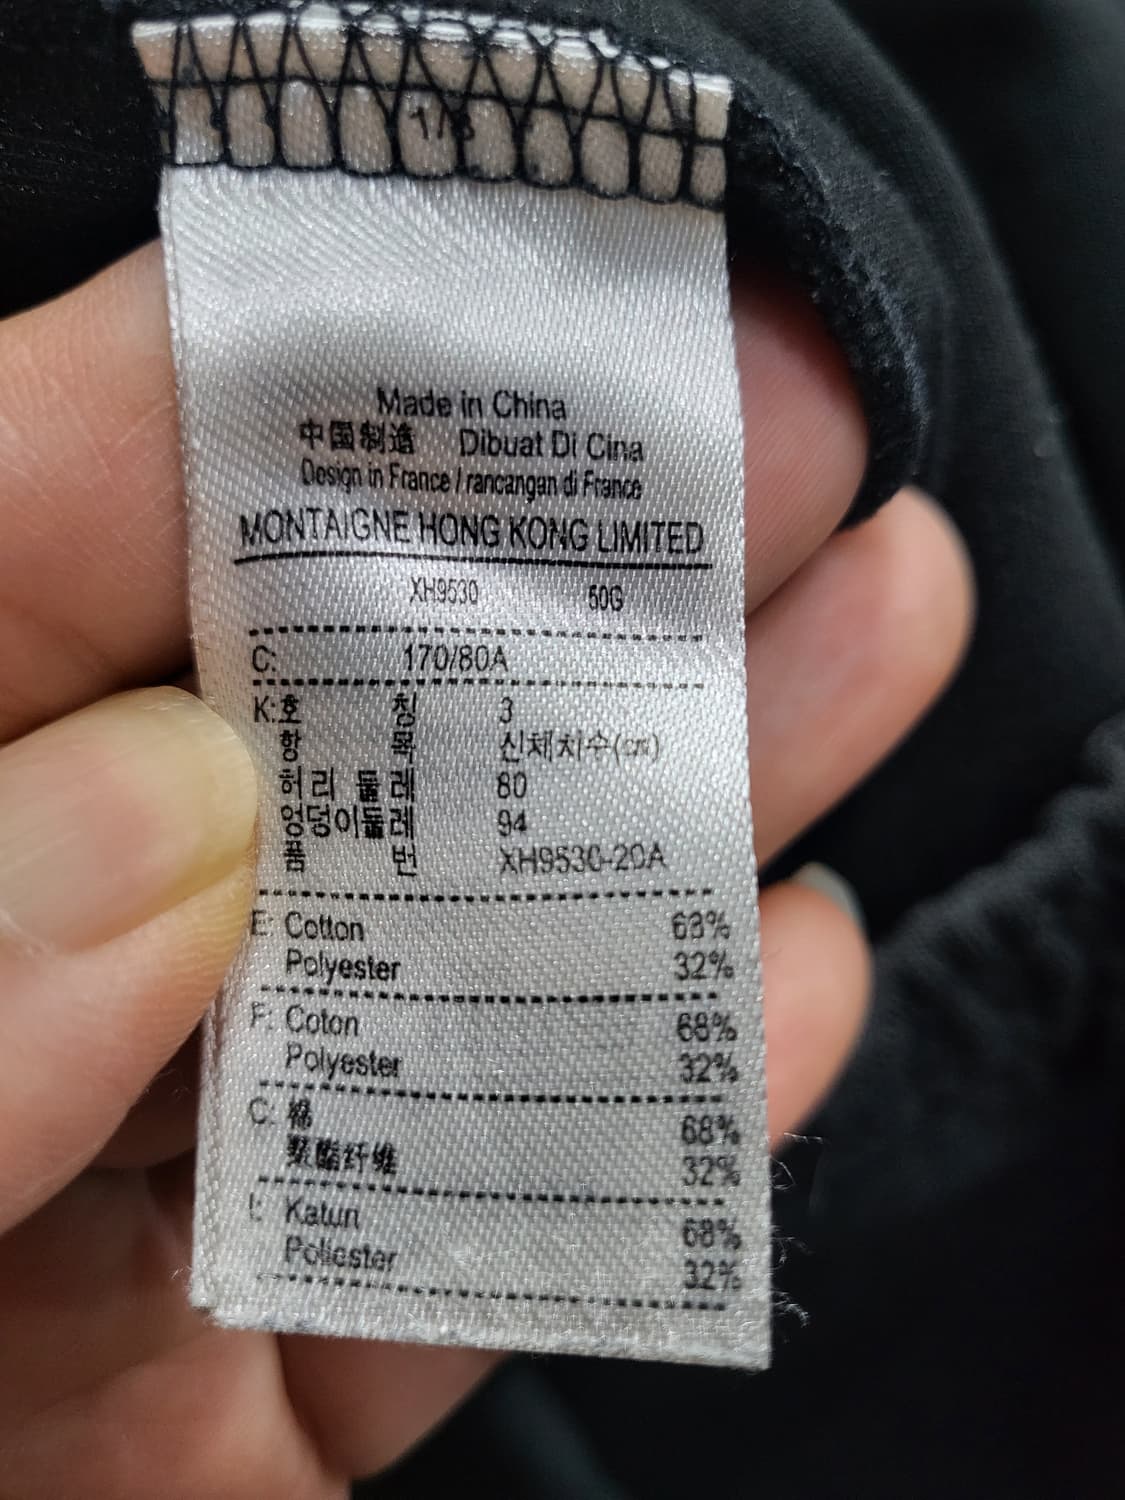 Made in China
中国制造 Dibuat Di Cina
Design in France / rancangan di France
MONTAIGNE HONG KONG LIMITED
XH9530 50G
C: 170/80A
K:호 칭 3
항 목 신체치수(cm)
허리 둘레 80
엉덩이둘레 94
품 번 XH9530-20A
E: Cotton 68%
Polyester 32%
F: Coton 68%
Polyester 32%
C: 棉 68%
聚酯纤维 32%
I: Katun 68%
Poliester 32%